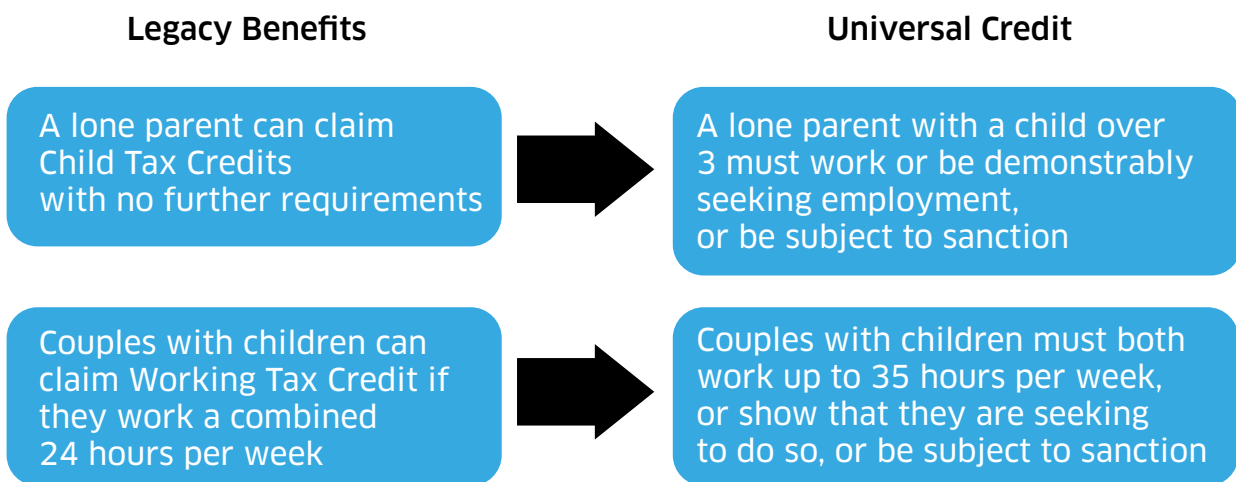 Legacy Benefits
Universal Credit
A lone parent can claim
Child Tax Credits
with no further requirements
A lone parent with a child over
3 must work or be demonstrably
seeking employment,
or be subject to sanction
Couples with children can
claim Working Tax Credit if
they work a combined
24 hours per week
Couples with children must both
work up to 35 hours per week,
or show that they are seeking
to do so, or be subject to sanction